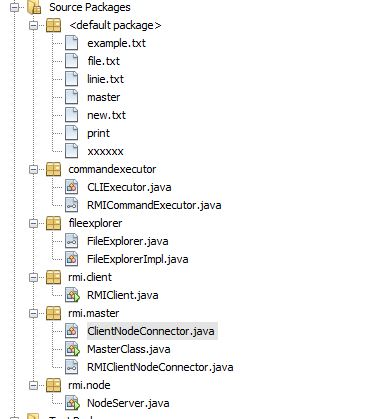 Source Packages
<default package>
example.txt
file.txt
linie.txt
master
new.txt
print
xxxxxx
commandexecutor
CLIExecutor.java
RMICommandExecutor.java
fileexplorer
FileExplorer.java
FileExplorerImpl.java
rmi.client
RMIClient.java
rmi.master
ClientNodeConnector.java
MasterClass.java
RMIClientNodeConnector.java
rmi.node
NodeServer.java